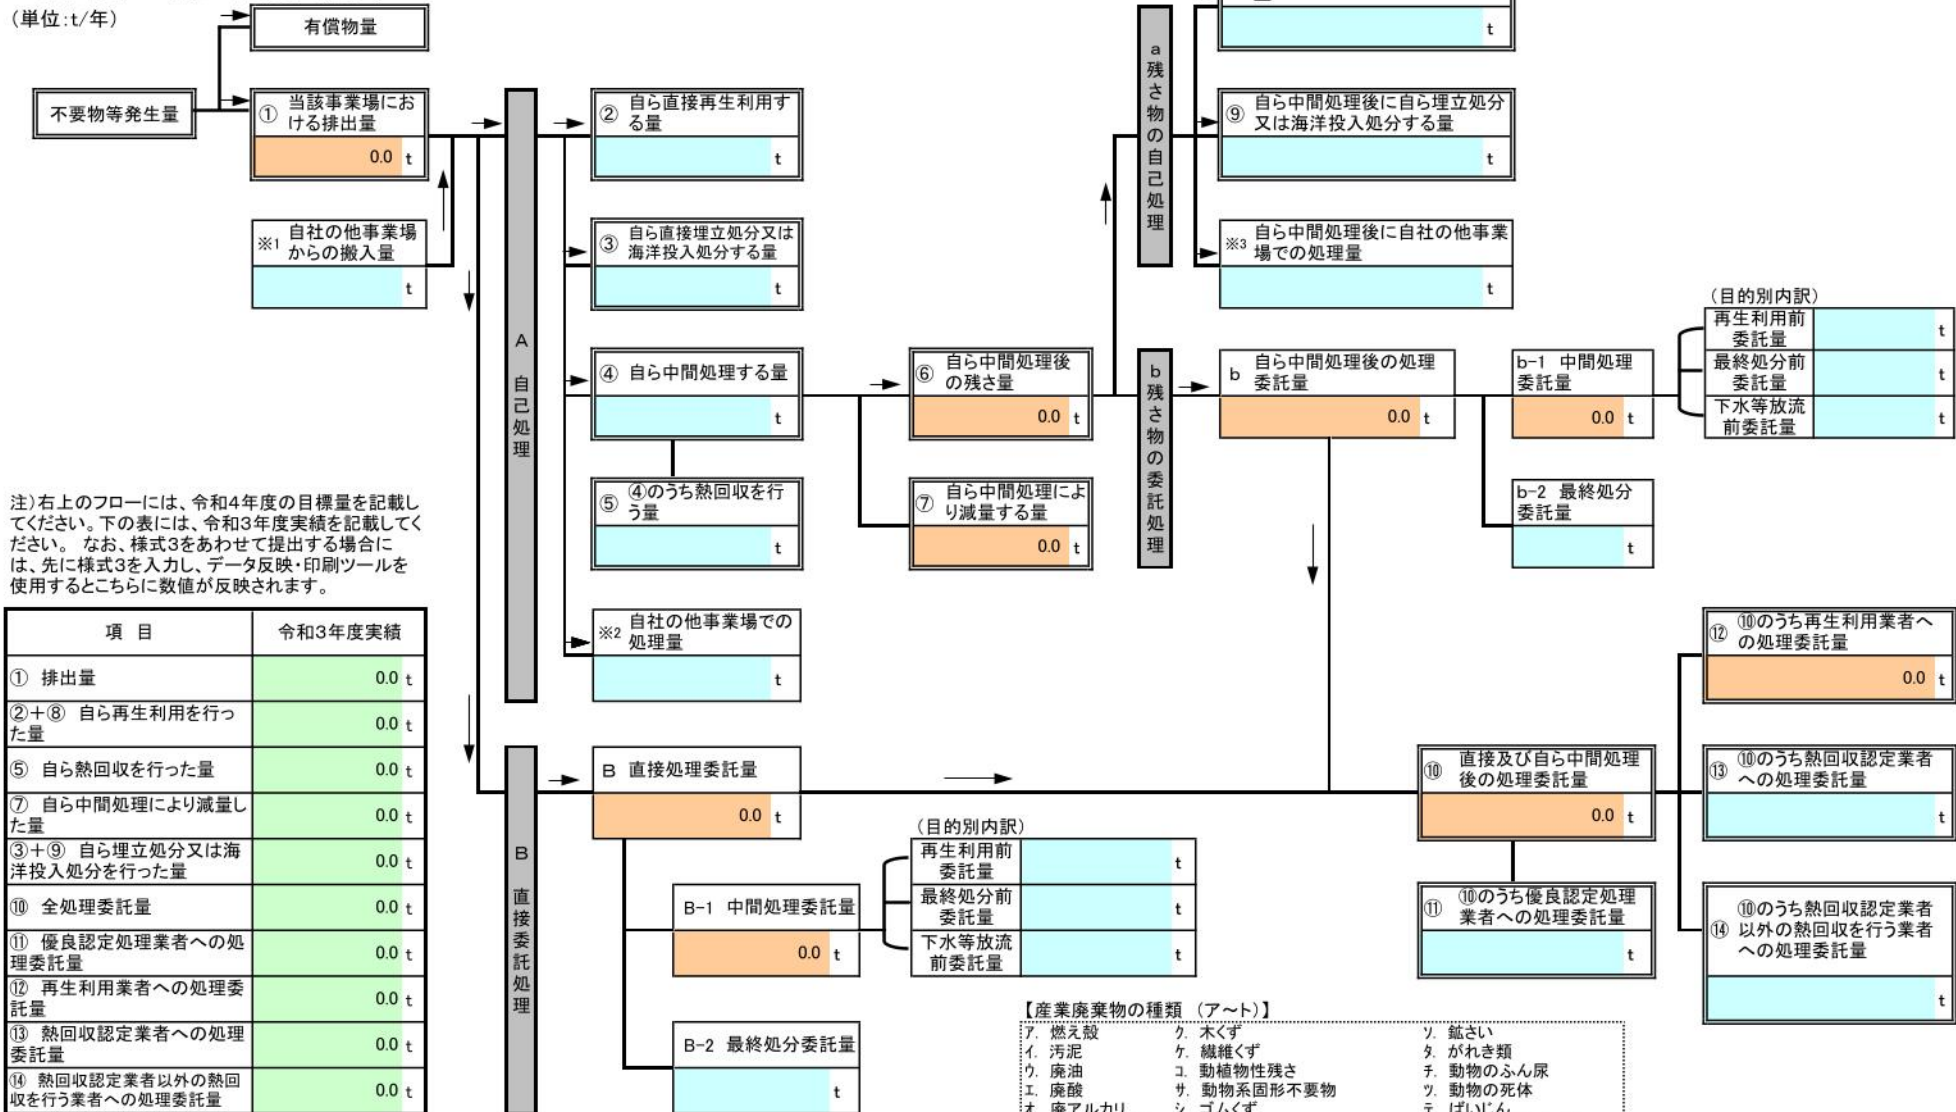 (単位:t/年)
有償物量
不要物等発生量
① 当該事業場にお
ける排出量
0.0 t
※1 自社の他事業場
からの搬入量
t
A 自己処理
② 自ら直接再生利用す
る量
t
③ 自ら直接埋立処分又は
海洋投入処分する量
t
④ 自ら中間処理する量
t
⑤ ④のうち熱回収を行
う量
t
※2 自社の他事業場での
処理量
t
⑥ 自ら中間処理後
の残さ量
0.0 t
⑦ 自ら中間処理によ
り減量する量
0.0 t
a 残さ物の自己処理
t
⑨ 自ら中間処理後に自ら埋立処分
又は海洋投入処分する量
t
※3 自ら中間処理後に自社の他事業
場での処理量
t
b 残さ物の委託処理
b 自ら中間処理後の処理
委託量
0.0 t
b-1 中間処理
委託量
0.0 t
(目的別内訳)
再生利用前
委託量
t
最終処分前
委託量
t
下水等放流
前委託量
t
b-2 最終処分
委託量
t
注)右上のフローには、令和4年度の目標量を記載し
てください。下の表には、令和3年度実績を記載してく
ださい。 なお、様式3をあわせて提出する場合に
は、先に様式3を入力し、データ反映・印刷ツールを
使用するとこちらに数値が反映されます。
項 目 令和3年度実績
① 排出量 0.0 t
②+⑧ 自ら再生利用を行っ
た量 0.0 t
⑤ 自ら熱回収を行った量 0.0 t
⑦ 自ら中間処理により減量し
た量 0.0 t
③+⑨ 自ら埋立処分又は海
洋投入処分を行った量 0.0 t
⑩ 全処理委託量 0.0 t
⑪ 優良認定処理業者への処
理委託量 0.0 t
⑫ 再生利用業者への処理委
託量 0.0 t
⑬ 熱回収認定業者への処理
委託量 0.0 t
⑭ 熱回収認定業者以外の熱回
収を行う業者への処理委託量 0.0 t
B 直接委託処理
B 直接処理委託量
0.0 t
B-1 中間処理委託量
0.0 t
(目的別内訳)
再生利用前
委託量
t
最終処分前
委託量
t
下水等放流
前委託量
t
B-2 最終処分委託量
t
⑩ 直接及び自ら中間処理
後の処理委託量
0.0 t
⑪ ⑩のうち優良認定処理
業者への処理委託量
t
⑫ ⑩のうち再生利用業者へ
の処理委託量
0.0 t
⑬ ⑩のうち熱回収認定業者
への処理委託量
t
⑭ ⑩のうち熱回収認定業者
以外の熱回収を行う業者
への処理委託量
t
【産業廃棄物の種類 (ア~ト)】
ア. 燃え殻 ク. 木くず ソ. 鉱さい
イ. 汚泥 ケ. 繊維くず タ. がれき類
ウ. 廃油 コ. 動植物性残さ チ. 動物のふん尿
エ. 廃酸 サ. 動物系固形不要物 ツ. 動物の死体
オ. 廃アルカリ シ. ゴムくず テ. ばいじん